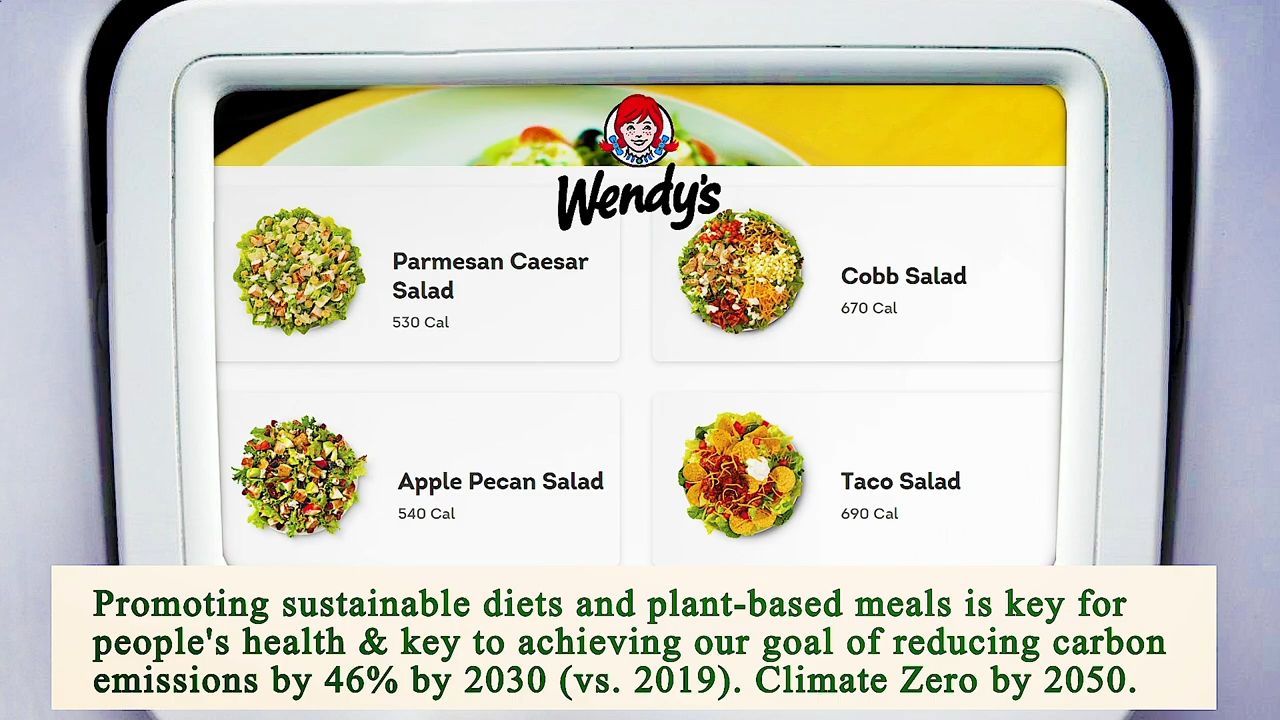 Wendy's
Parmesan Caesar
Salad
530 Cal
Cobb Salad
670 Cal
Apple Pecan Salad
540 Cal
Taco Salad
690 Cal
Promoting sustainable diets and plant-based meals is key for
people's health & key to achieving our goal of reducing carbon
emissions by 46% by 2030 (vs. 2019). Climate Zero by 2050.